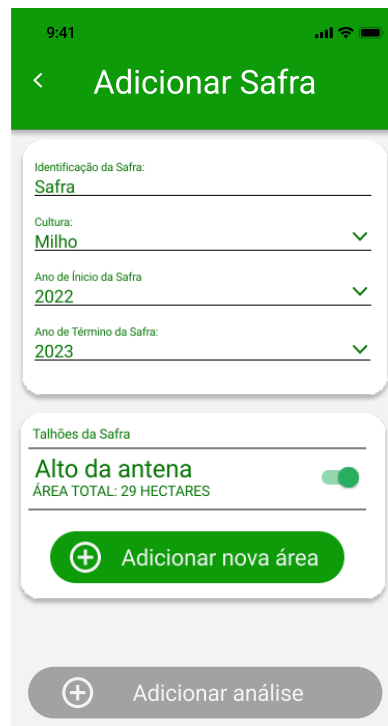 9:41
Adicionar Safra
Identificação da Safra:
Safra
Cultura:
Milho
Ano de Ínicio da Safra
2022
Ano de Término da Safra:
2023
Talhões da Safra
Alto da antena
ÁREA TOTAL: 29 HECTARES
Adicionar nova área
Adicionar análise